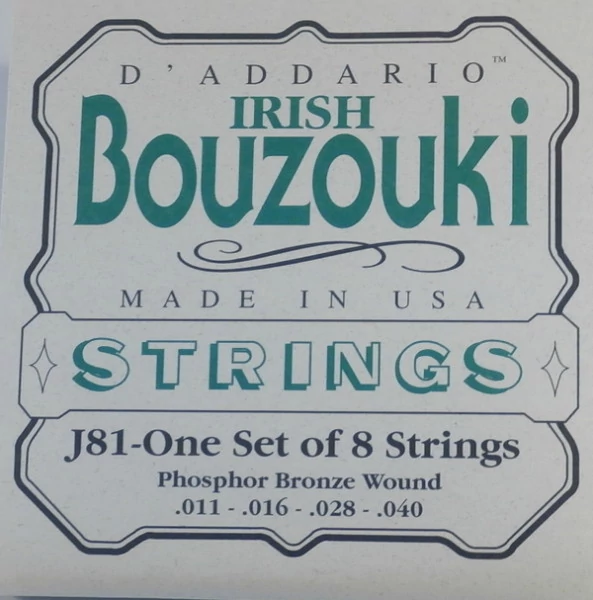 D'ADDARIO™
IRISH
Bouzouki
MADE IN USA
STRINGS
J81-One Set of 8 Strings
Phosphor Bronze Wound
.011 - .016 - .028 - .040